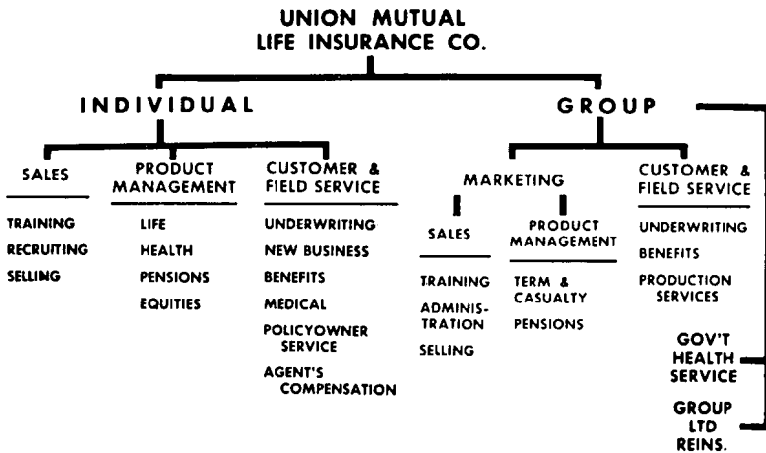 UNION MUTUAL
LIFE INSURANCE CO.
INDIVIDUAL
GROUP
SALES
TRAINING
RECRUITING
SELLING
PRODUCT
MANAGEMENT
LIFE
HEALTH
PENSIONS
EQUITIES
CUSTOMER &
FIELD SERVICE
UNDERWRITING
NEW BUSINESS
BENEFITS
MEDICAL
POLICYOWNER
SERVICE
AGENT'S
COMPENSATION
MARKETING
SALES
TRAINING
ADMINIS-
TRATION
SELLING
PRODUCT
MANAGEMENT
TERM &
CASUALTY
PENSIONS
CUSTOMER &
FIELD SERVICE
UNDERWRITING
BENEFITS
PRODUCTION
SERVICES
GOV'T
HEALTH
SERVICE
GROUP
LTD
REINS.